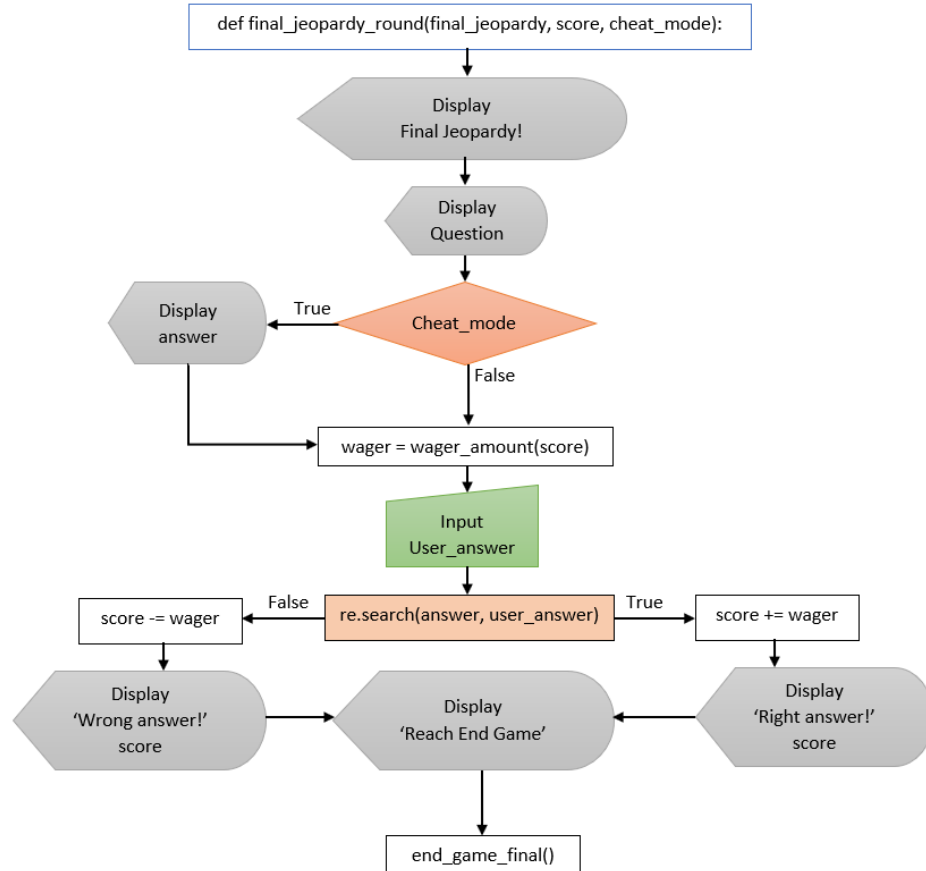 def final_jeopardy_round(final_jeopardy, score, cheat_mode):
Display
Final Jeopardy!
Display
Question
Display
answer
True
Cheat_mode
False
wager = wager_amount(score)
Input
User_answer
score -= wager
False
re.search(answer, user_answer)
True
score += wager
Display
‘Wrong answer!’
score
Display
‘Reach End Game’
Display
‘Right answer!’
score
end_game_final()